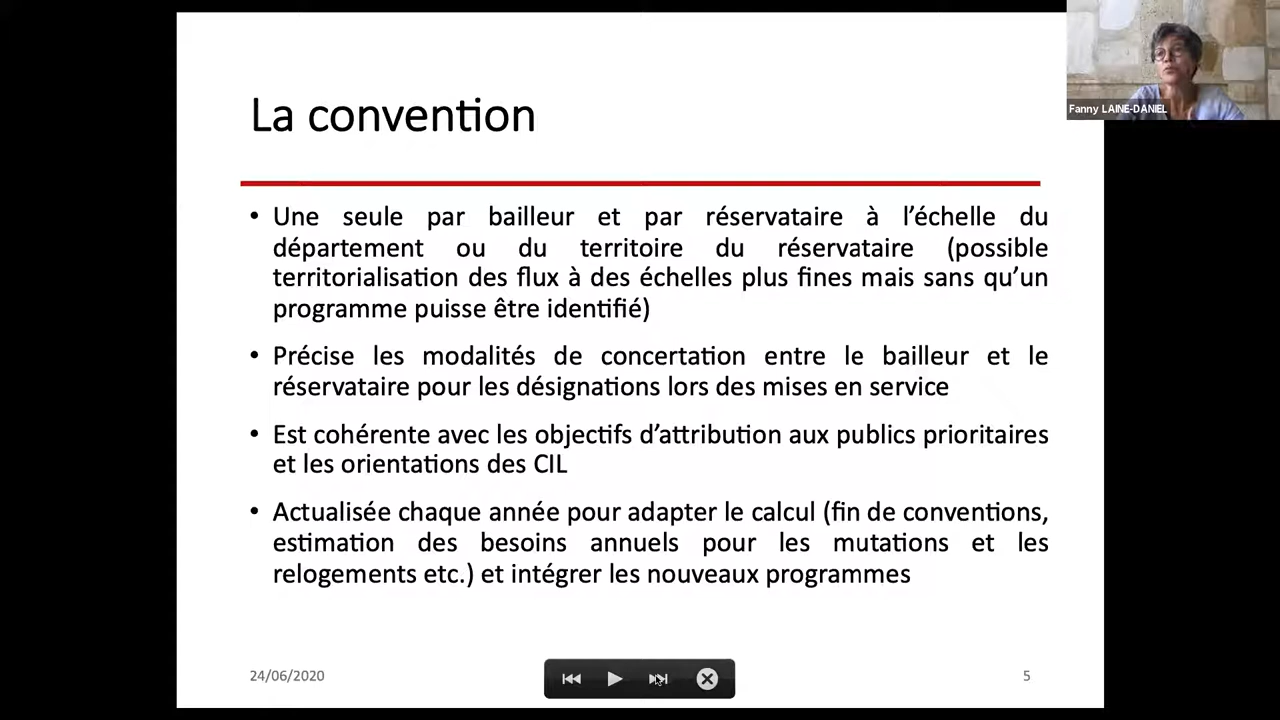 La convention
Fanny LAINE-DANIEL
• Une seule par bailleur et par réservataire à l’échelle du
département ou du territoire du réservataire (possible
territorialisation des flux à des échelles plus fines mais sans qu’un
programme puisse être identifié)
• Précise les modalités de concertation entre le bailleur et le
réservataire pour les désignations lors des mises en service
• Est cohérente avec les objectifs d’attribution aux publics prioritaires
et les orientations des CIL
• Actualisée chaque année pour adapter le calcul (fin de conventions,
estimation des besoins annuels pour les mutations et les
relogements etc.) et intégrer les nouveaux programmes
24/06/2020
5